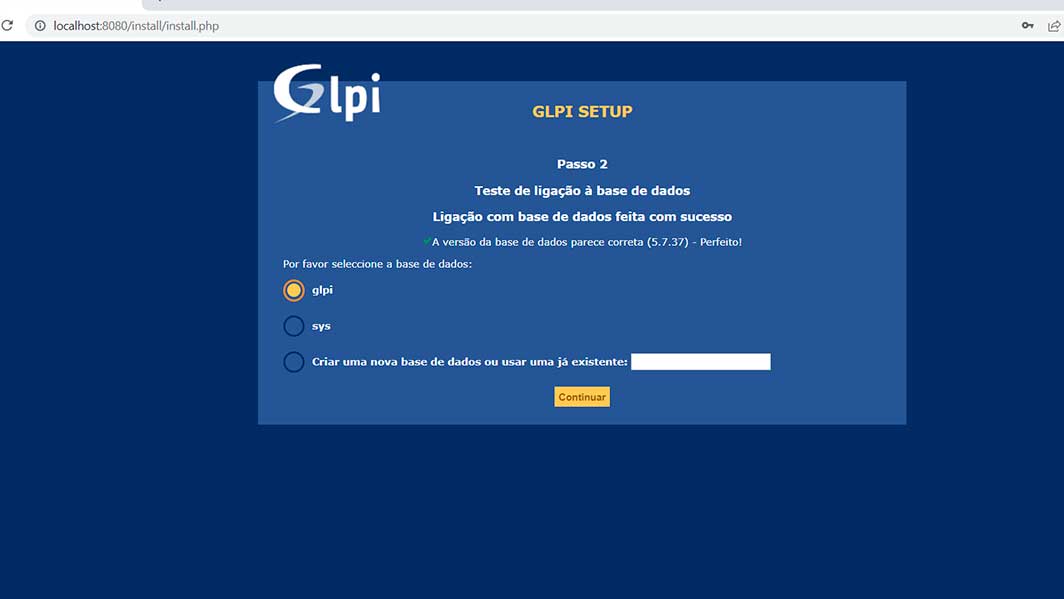 localhost:8080/install/install.php
Glpi
GLPI SETUP
Passo 2
Teste de ligação à base de dados
Ligação com base de dados feita com sucesso
A versão da base de dados parece correta (5.7.37) - Perfeito!
Por favor seleccione a base de dados:
glpi
sys
Criar uma nova base de dados ou usar uma já existente:
Continuar